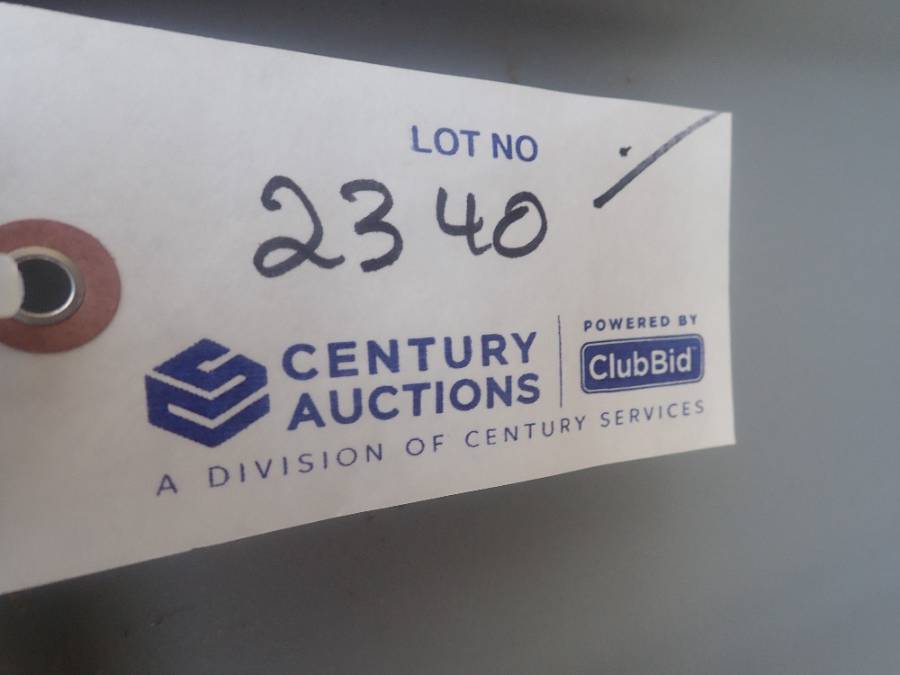 LOT NO
2340
CENTURY
AUCTIONS
POWERED BY
ClubBid
A DIVISION OF CENTURY SERVICES